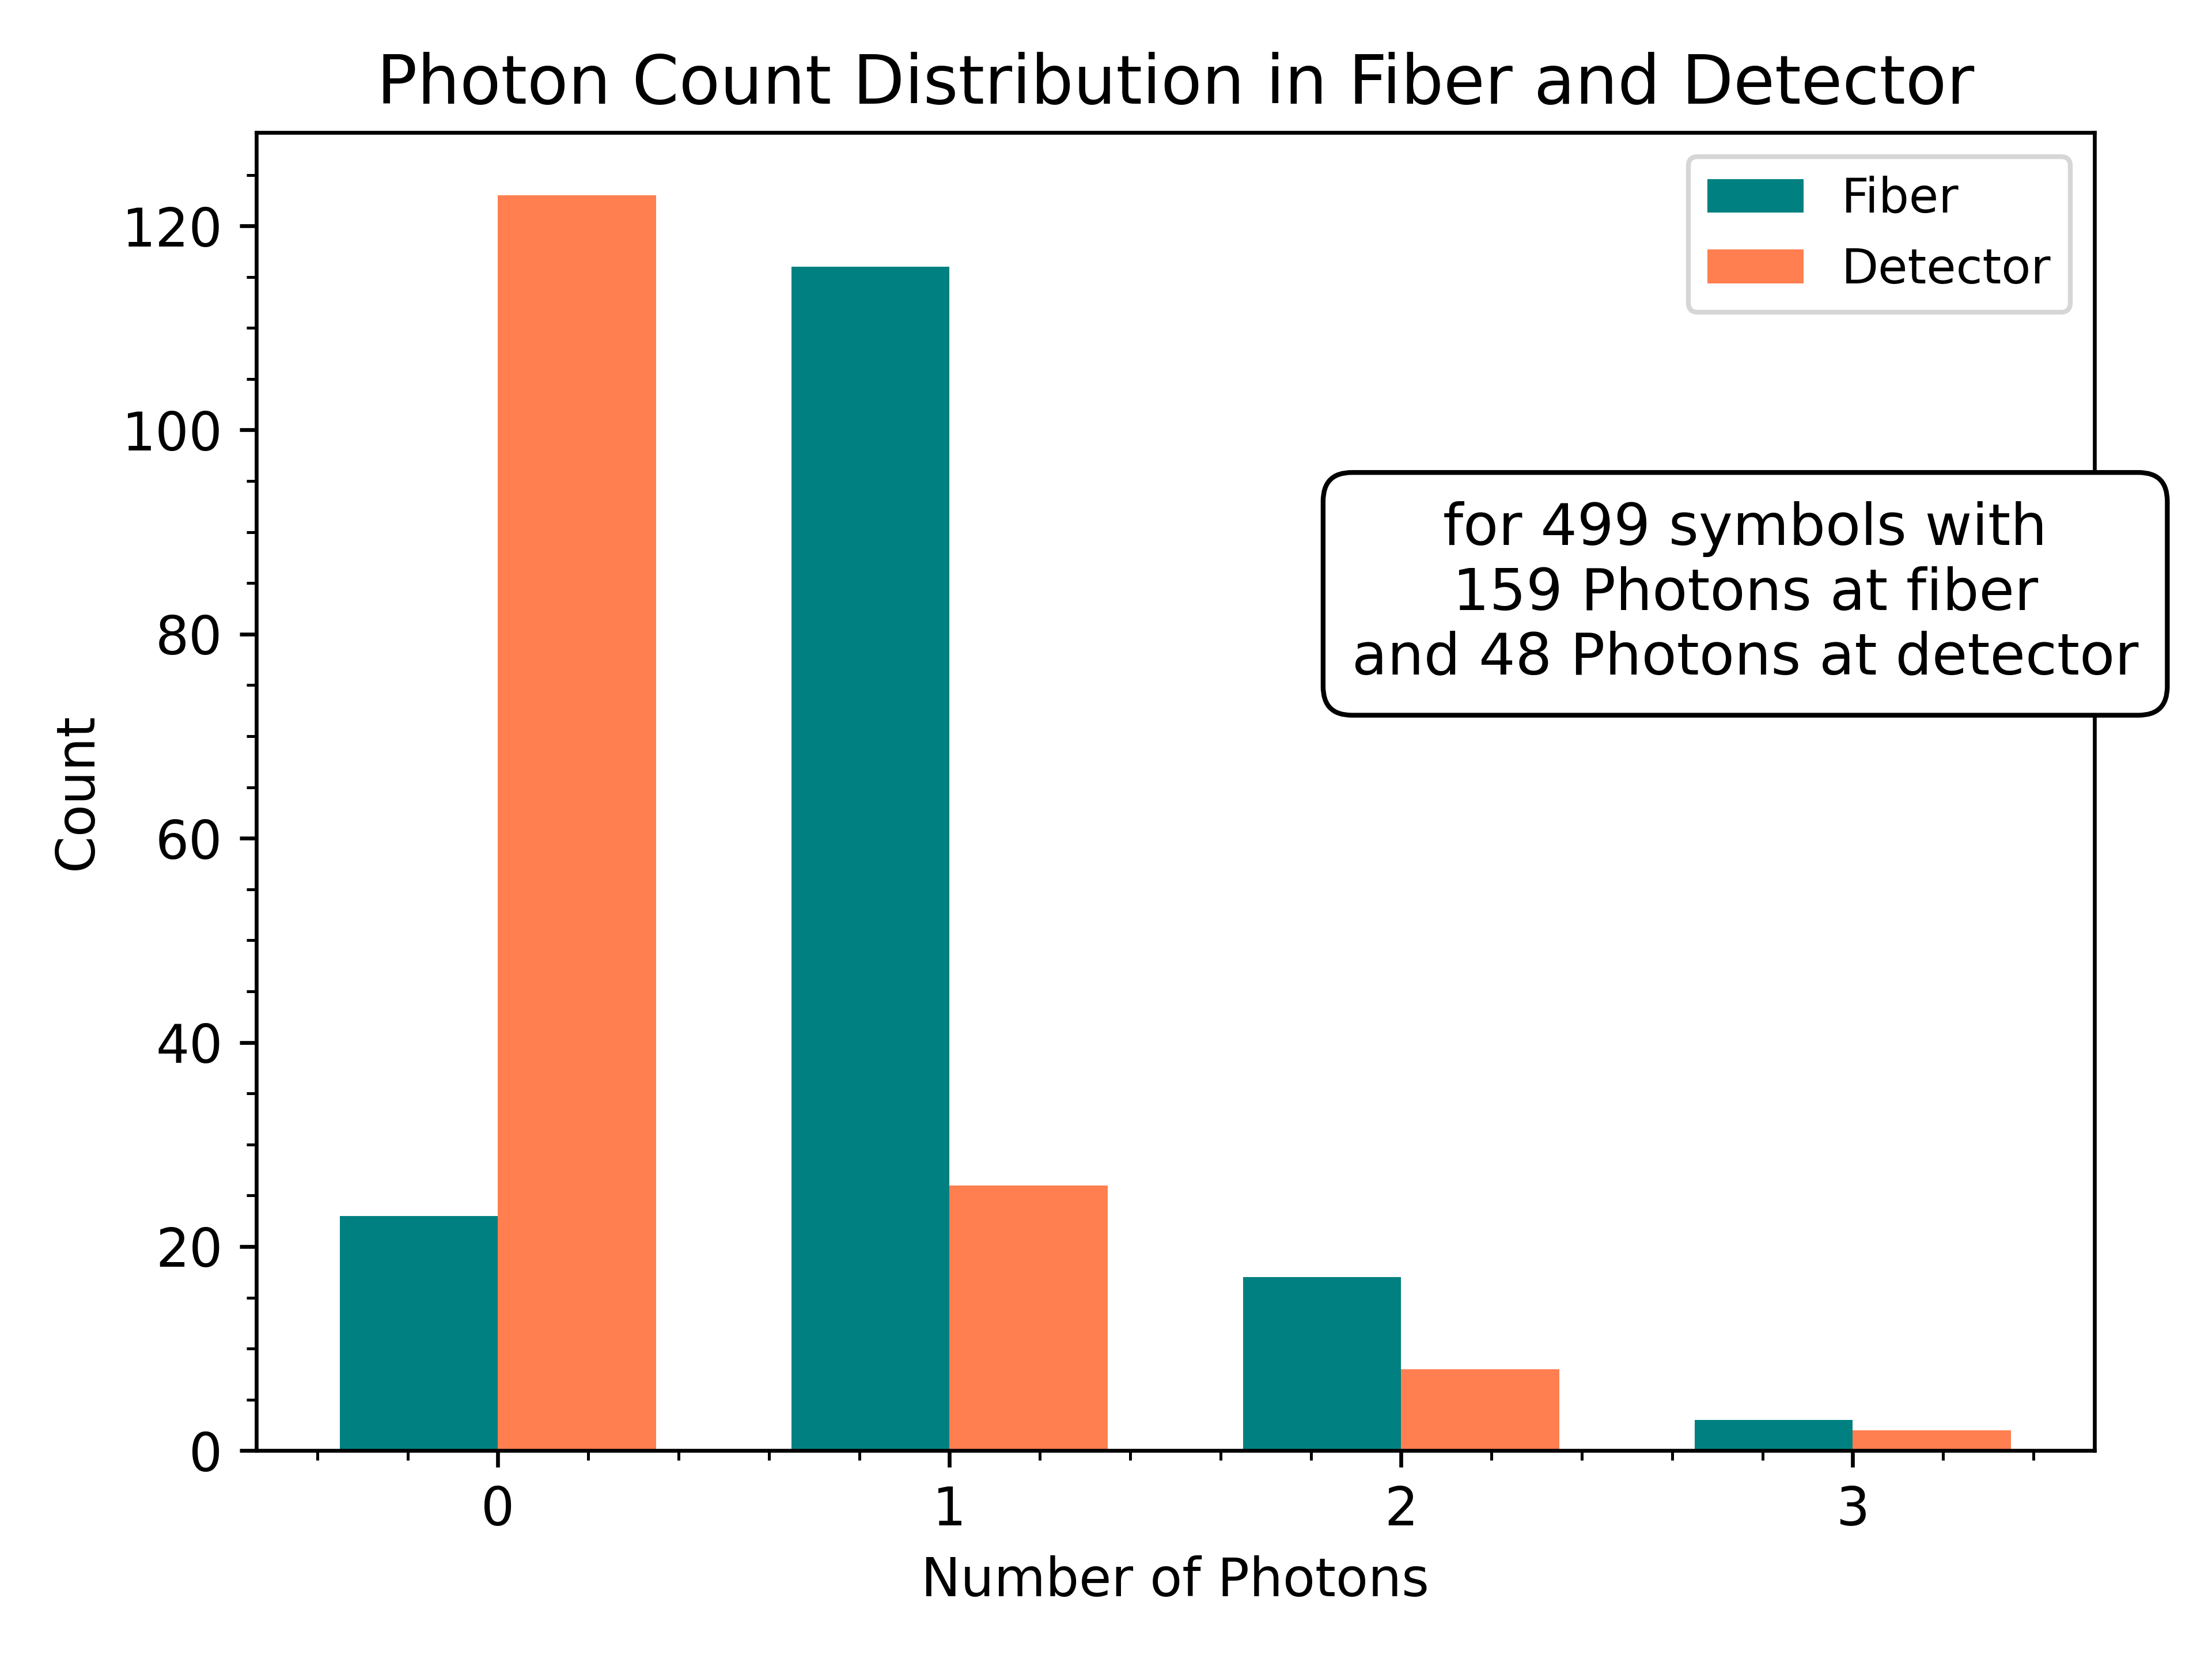 Photon Count Distribution in Fiber and Detector
Fiber
Detector
for 499 symbols with
159 Photons at fiber
and 48 Photons at detector
Count
120
100
80
60
40
20
0
0 1 2 3
Number of Photons